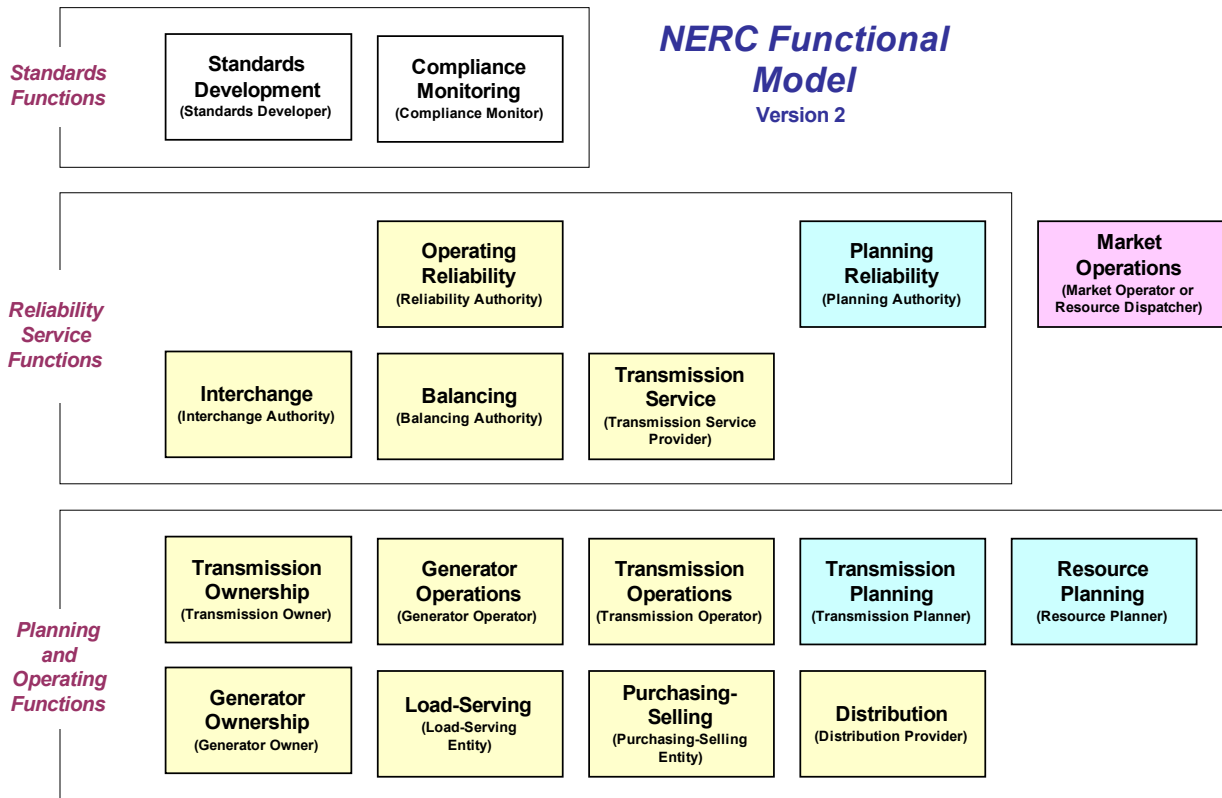 NERC Functional
Model
Version 2
Standards
Functions
Standards
Development
(Standards Developer)
Compliance
Monitoring
(Compliance Monitor)
Reliability
Service
Functions
Operating
Reliability
(Reliability Authority)
Planning
Reliability
(Planning Authority)
Market
Operations
(Market Operator or
Resource Dispatcher)
Interchange
(Interchange Authority)
Balancing
(Balancing Authority)
Transmission
Service
(Transmission Service
Provider)
Planning
and
Operating
Functions
Transmission
Ownership
(Transmission Owner)
Generator
Operations
(Generator Operator)
Transmission
Operations
(Transmission Operator)
Transmission
Planning
(Transmission Planner)
Resource
Planning
(Resource Planner)
Generator
Ownership
(Generator Owner)
Load-Serving
(Load-Serving
Entity)
Purchasing-
Selling
(Purchasing-Selling
Entity)
Distribution
(Distribution Provider)